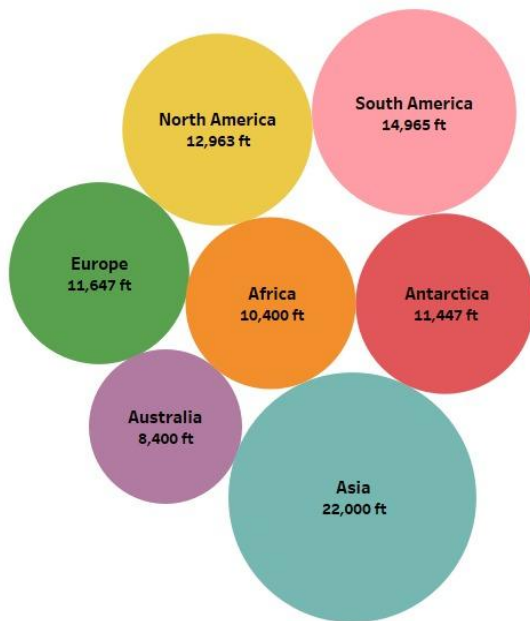 North America
12,963 ft
South America
14,965 ft
Europe
11,647 ft
Africa
10,400 ft
Antarctica
11,447 ft
Australia
8,400 ft
Asia
22,000 ft